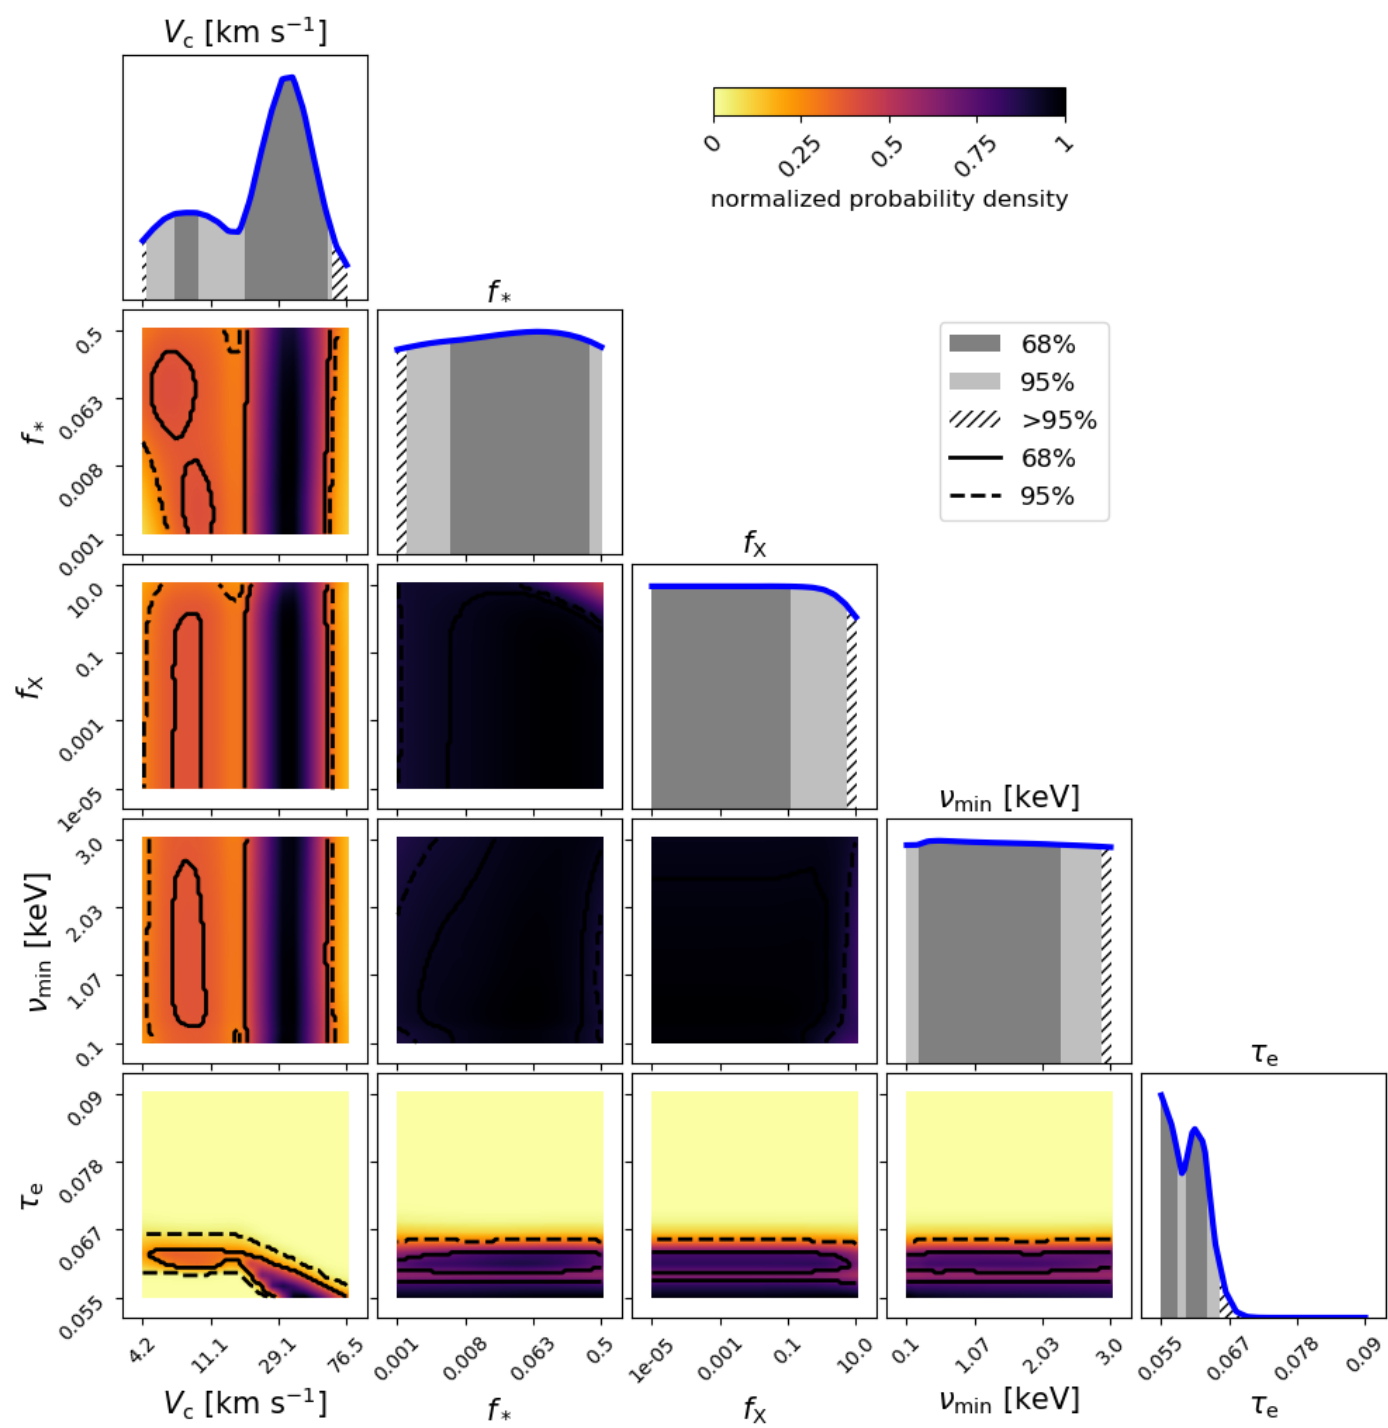 V_c [km s⁻¹]
0 0.25 0.5 0.75 1
normalized probability density
f_*
68%
95%
>95%
68%
95%
0.5
0.063
0.008
0.001
f_*
f_X
10.0
0.1
0.001
1e-05
f_X
ν_min [keV]
3.0
2.03
1.07
0.1
ν_min [keV]
τ_e
0.09
0.078
0.067
0.055
τ_e
4.2 11.1 29.1 76.5 0.001 0.008 0.063 0.5 1e-05 0.001 0.1 10.0 0.1 1.07 2.03 3.0 0.055 0.067 0.078 0.09
V_c [km s⁻¹] f_* f_X ν_min [keV] τ_e